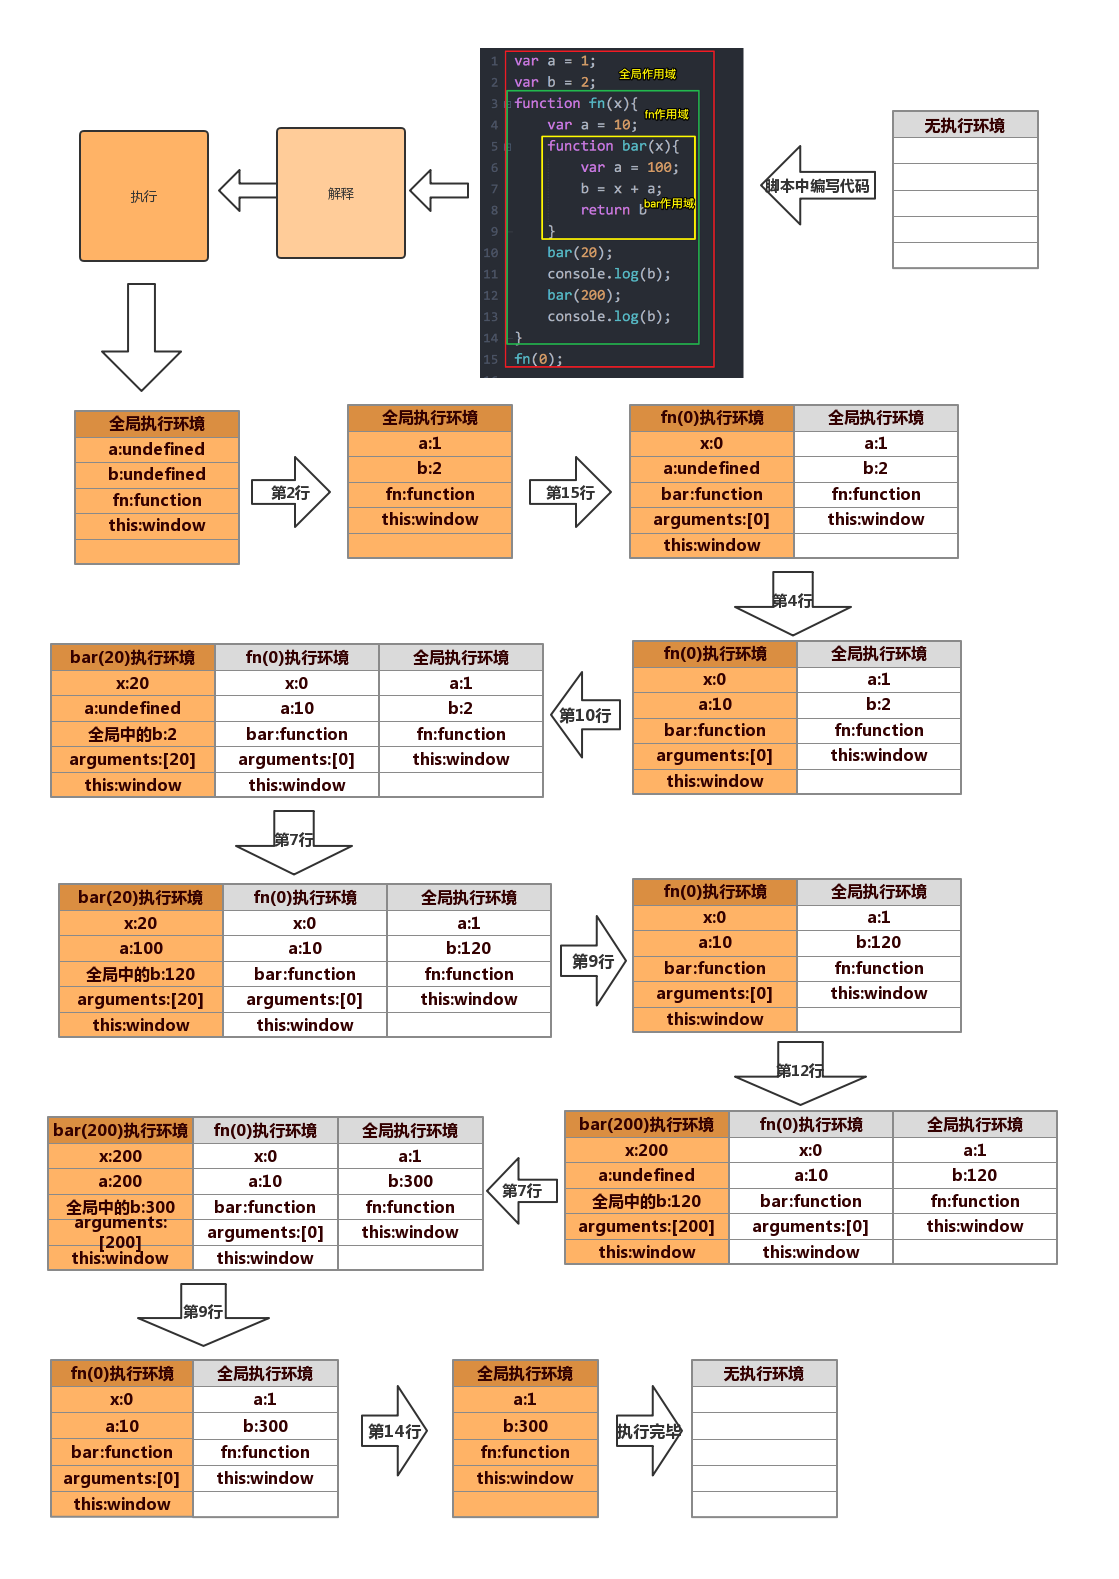 1 var a = 1;
全局作用域
2 var b = 2;
3 function fn(x){
fn作用域
4 var a = 10;
5 function bar(x){
6 var a = 100;
7 b = x + a;
bar作用域
8 return b
9 }
10 bar(20);
11 console.log(b);
12 bar(200);
13 console.log(b);
14 }
15 fn(0);
无执行环境
脚本中编写代码
解释
执行
全局执行环境
a:undefined
b:undefined
fn:function
this:window
第2行
全局执行环境
a:1
b:2
fn:function
this:window
第15行
fn(0)执行环境 全局执行环境
x:0 a:1
a:undefined b:2
bar:function fn:function
arguments:[0] this:window
this:window
第4行
fn(0)执行环境 全局执行环境
x:0 a:1
a:10 b:2
bar:function fn:function
arguments:[0] this:window
this:window
第10行
bar(20)执行环境 fn(0)执行环境 全局执行环境
x:20 x:0 a:1
a:undefined a:10 b:2
全局中的b:2 bar:function fn:function
arguments:[20] arguments:[0] this:window
this:window this:window
第7行
bar(20)执行环境 fn(0)执行环境 全局执行环境
x:20 x:0 a:1
a:100 a:10 b:120
全局中的b:120 bar:function fn:function
arguments:[20] arguments:[0] this:window
this:window this:window
第9行
fn(0)执行环境 全局执行环境
x:0 a:1
a:10 b:120
bar:function fn:function
arguments:[0] this:window
this:window
第12行
bar(200)执行环境 fn(0)执行环境 全局执行环境
x:200 x:0 a:1
a:undefined a:10 b:120
全局中的b:120 bar:function fn:function
arguments:[200] arguments:[0] this:window
this:window this:window
第7行
bar(200)执行环境 fn(0)执行环境 全局执行环境
x:200 x:0 a:1
a:200 a:10 b:300
全局中的b:300 bar:function fn:function
arguments:
[200] arguments:[0] this:window
this:window this:window
第9行
fn(0)执行环境 全局执行环境
x:0 a:1
a:10 b:300
bar:function fn:function
arguments:[0] this:window
this:window
第14行
全局执行环境
a:1
b:300
fn:function
this:window
执行完毕
无执行环境